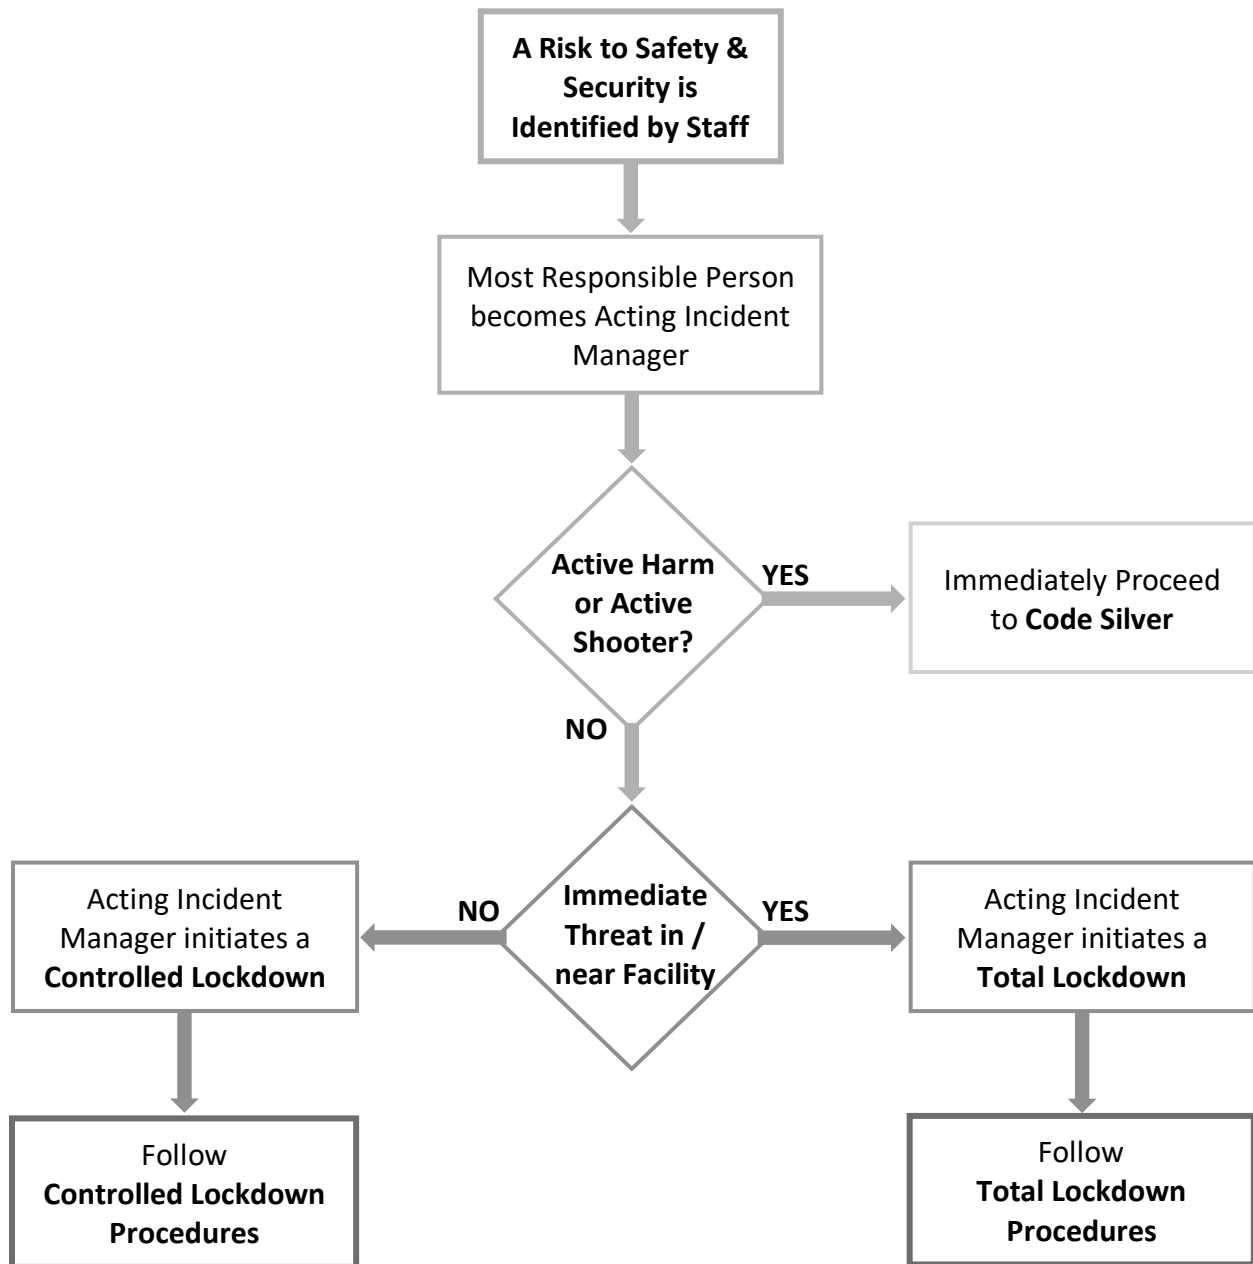 A Risk to Safety &
Security is
Identified by Staff
Most Responsible Person
becomes Acting Incident
Manager
Active Harm
or Active
Shooter?
YES
Immediately Proceed
to Code Silver
NO
Immediate
Threat in /
near Facility
NO
Acting Incident
Manager initiates a
Controlled Lockdown
YES
Acting Incident
Manager initiates a
Total Lockdown
Follow
Controlled Lockdown
Procedures
Follow
Total Lockdown
Procedures